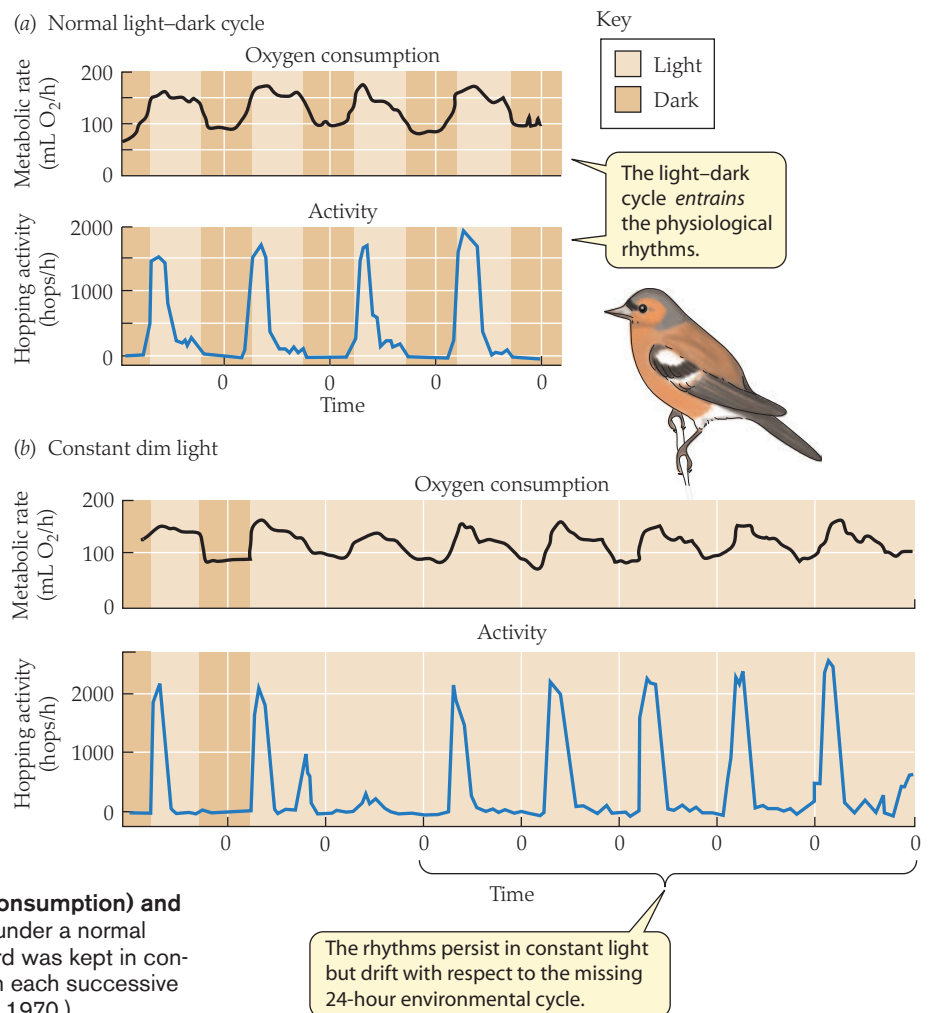 (a) Normal light–dark cycle
Oxygen consumption
Metabolic rate
(mL O2/h)
200
100
0
Activity
Hopping activity
(hops/h)
2000
1000
0
0 0 0 0
Time
Key
Light
Dark
The light–dark
cycle entrains
the physiological
rhythms.
(b) Constant dim light
Oxygen consumption
Metabolic rate
(mL O2/h)
200
100
0
Activity
Hopping activity
(hops/h)
2000
1000
0
0 0 0 0 0 0 0 0
Time
The rhythms persist in constant light
but drift with respect to the missing
24-hour environmental cycle.
onsumption) and
under a normal
rd was kept in con-
n each successive
1970.)